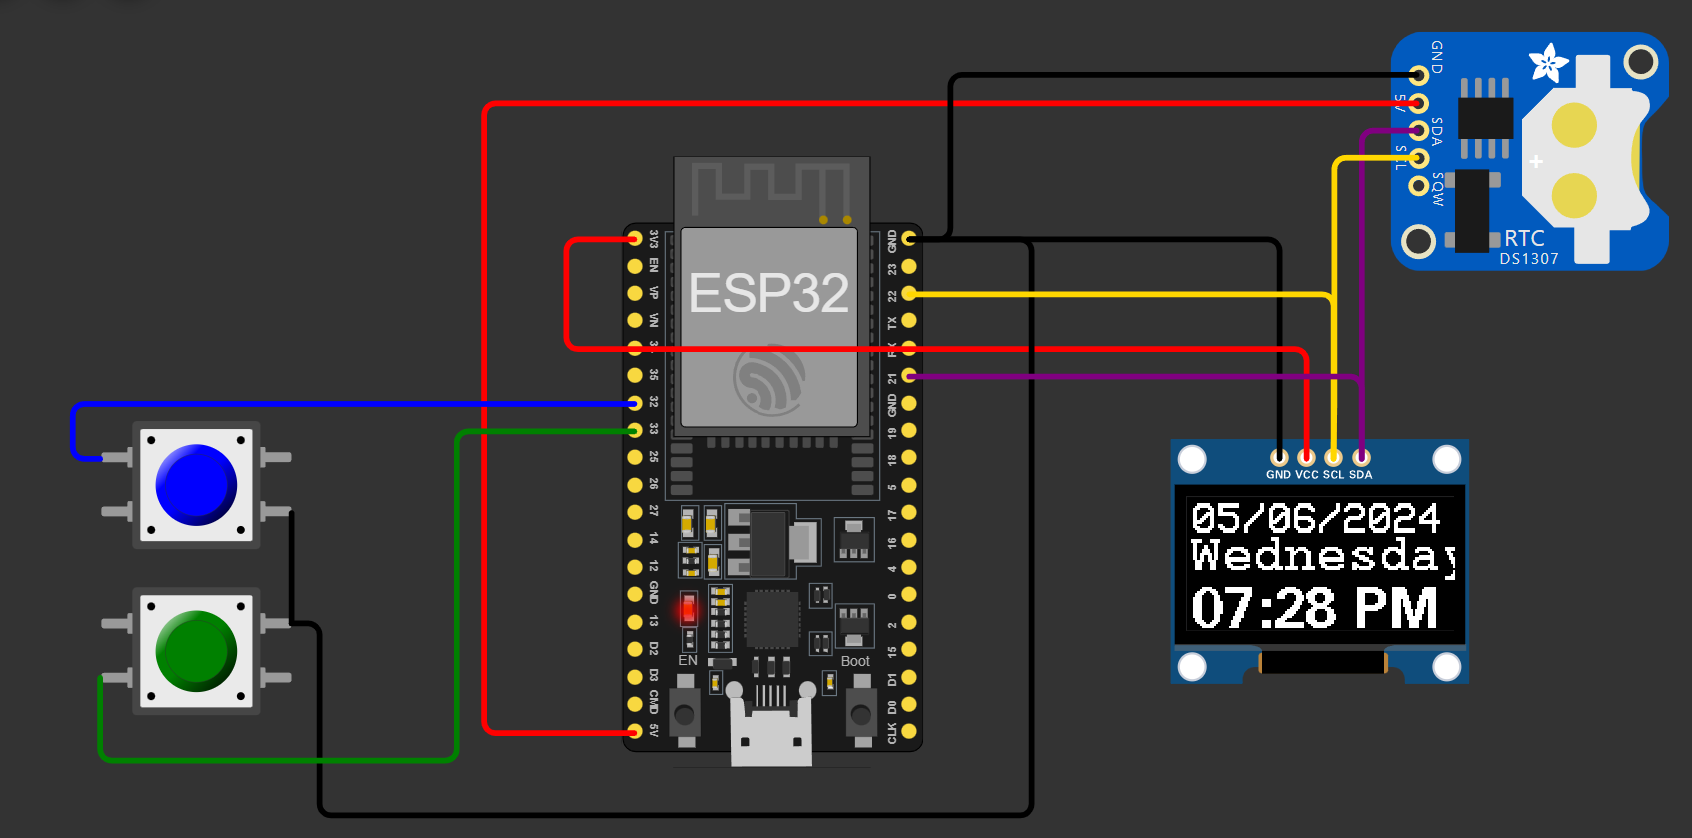 GND
5V
SDA
SCL
SQW
RTC
DS1307
ESP32
3V3
EN
VP
VN
35
32
33
25
26
27
14
12
GND
13
D2
D3
CMD
5V
GND
23
22
TX
RX
21
GND
19
18
5
17
16
4
0
2
15
D1
D0
CLK
EN
Boot
GND VCC SCL SDA
05/06/2024
Wednesday
07:28 PM